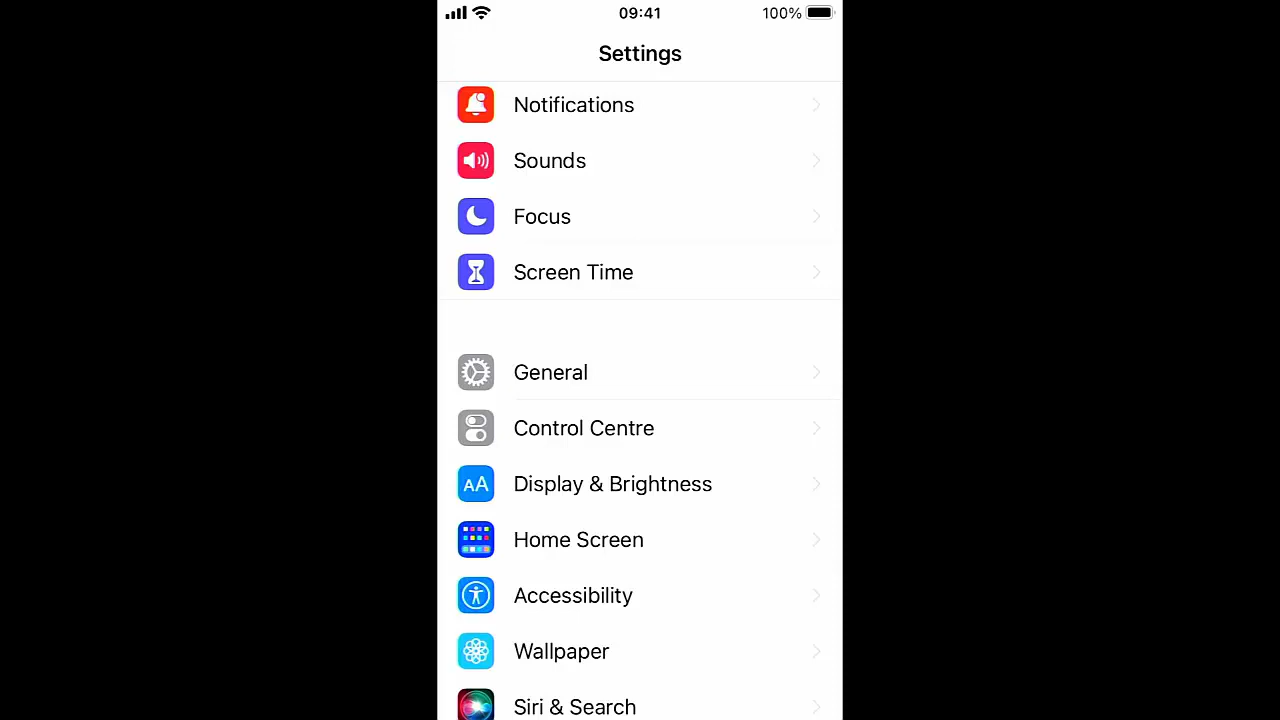 09:41
100%
Settings
Notifications
Sounds
Focus
Screen Time
General
Control Centre
AA
Display & Brightness
Home Screen
Accessibility
Wallpaper
Siri & Search